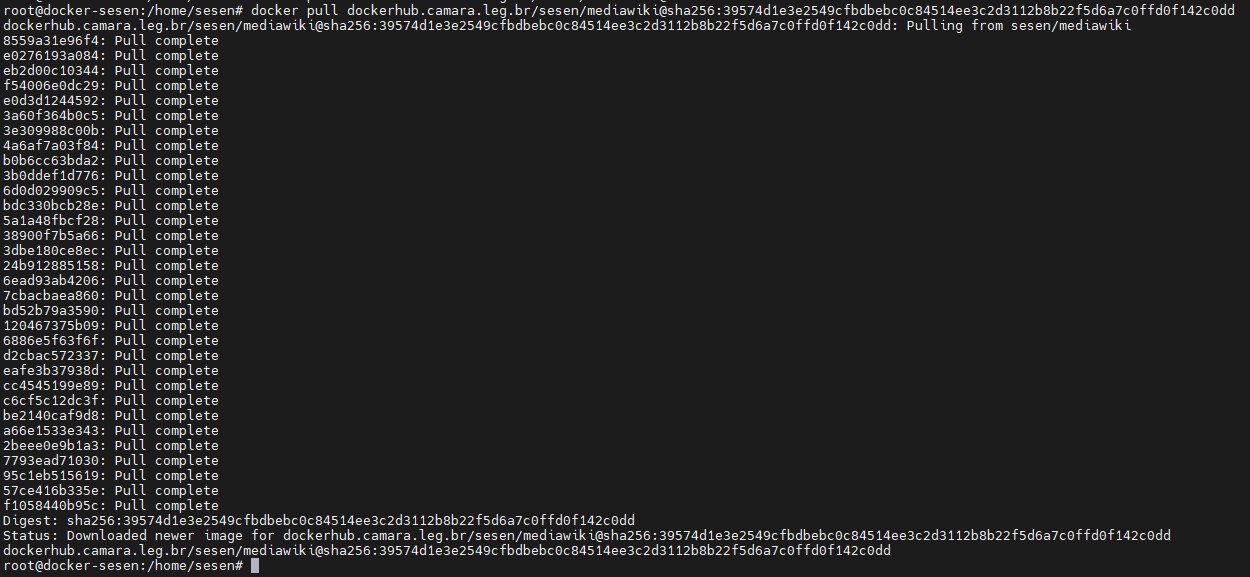 root@docker-sesen:/home/sesen# docker pull dockerhub.camara.leg.br/sesen/mediawiki@sha256:39574d1e3e2549cfbdbebc0c84514ee3c2d3112b8b22f5d6a7c0ffd0f142c0dd
dockerhub.camara.leg.br/sesen/mediawiki@sha256:39574d1e3e2549cfbdbebc0c84514ee3c2d3112b8b22f5d6a7c0ffd0f142c0dd: Pulling from sesen/mediawiki
8559a31e96f4: Pull complete
e0276193a084: Pull complete
eb2d00c10344: Pull complete
f54006e0dc29: Pull complete
e0d3d1244592: Pull complete
3a60f364b0c5: Pull complete
3e309988c00b: Pull complete
4a6af7a03f84: Pull complete
b0b6cc63bda2: Pull complete
3b0ddef1d776: Pull complete
6d0d029909c5: Pull complete
bdc330bcb28e: Pull complete
5a1a48fbcf28: Pull complete
38900f7b5a66: Pull complete
3dbe180ce8ec: Pull complete
24b912885158: Pull complete
6ead93ab4206: Pull complete
7cbacbaea860: Pull complete
bd52b79a3590: Pull complete
120467375b09: Pull complete
6886e5f63f6f: Pull complete
d2cbac572337: Pull complete
eafe3b37938d: Pull complete
cc4545199e89: Pull complete
c6cf5c12dc3f: Pull complete
be2140caf9d8: Pull complete
a66e1533e343: Pull complete
2beee0e9b1a3: Pull complete
7793ead71030: Pull complete
95c1eb515619: Pull complete
57ce416b335e: Pull complete
f1058440b95c: Pull complete
Digest: sha256:39574d1e3e2549cfbdbebc0c84514ee3c2d3112b8b22f5d6a7c0ffd0f142c0dd
Status: Downloaded newer image for dockerhub.camara.leg.br/sesen/mediawiki@sha256:39574d1e3e2549cfbdbebc0c84514ee3c2d3112b8b22f5d6a7c0ffd0f142c0dd
dockerhub.camara.leg.br/sesen/mediawiki@sha256:39574d1e3e2549cfbdbebc0c84514ee3c2d3112b8b22f5d6a7c0ffd0f142c0dd
root@docker-sesen:/home/sesen#